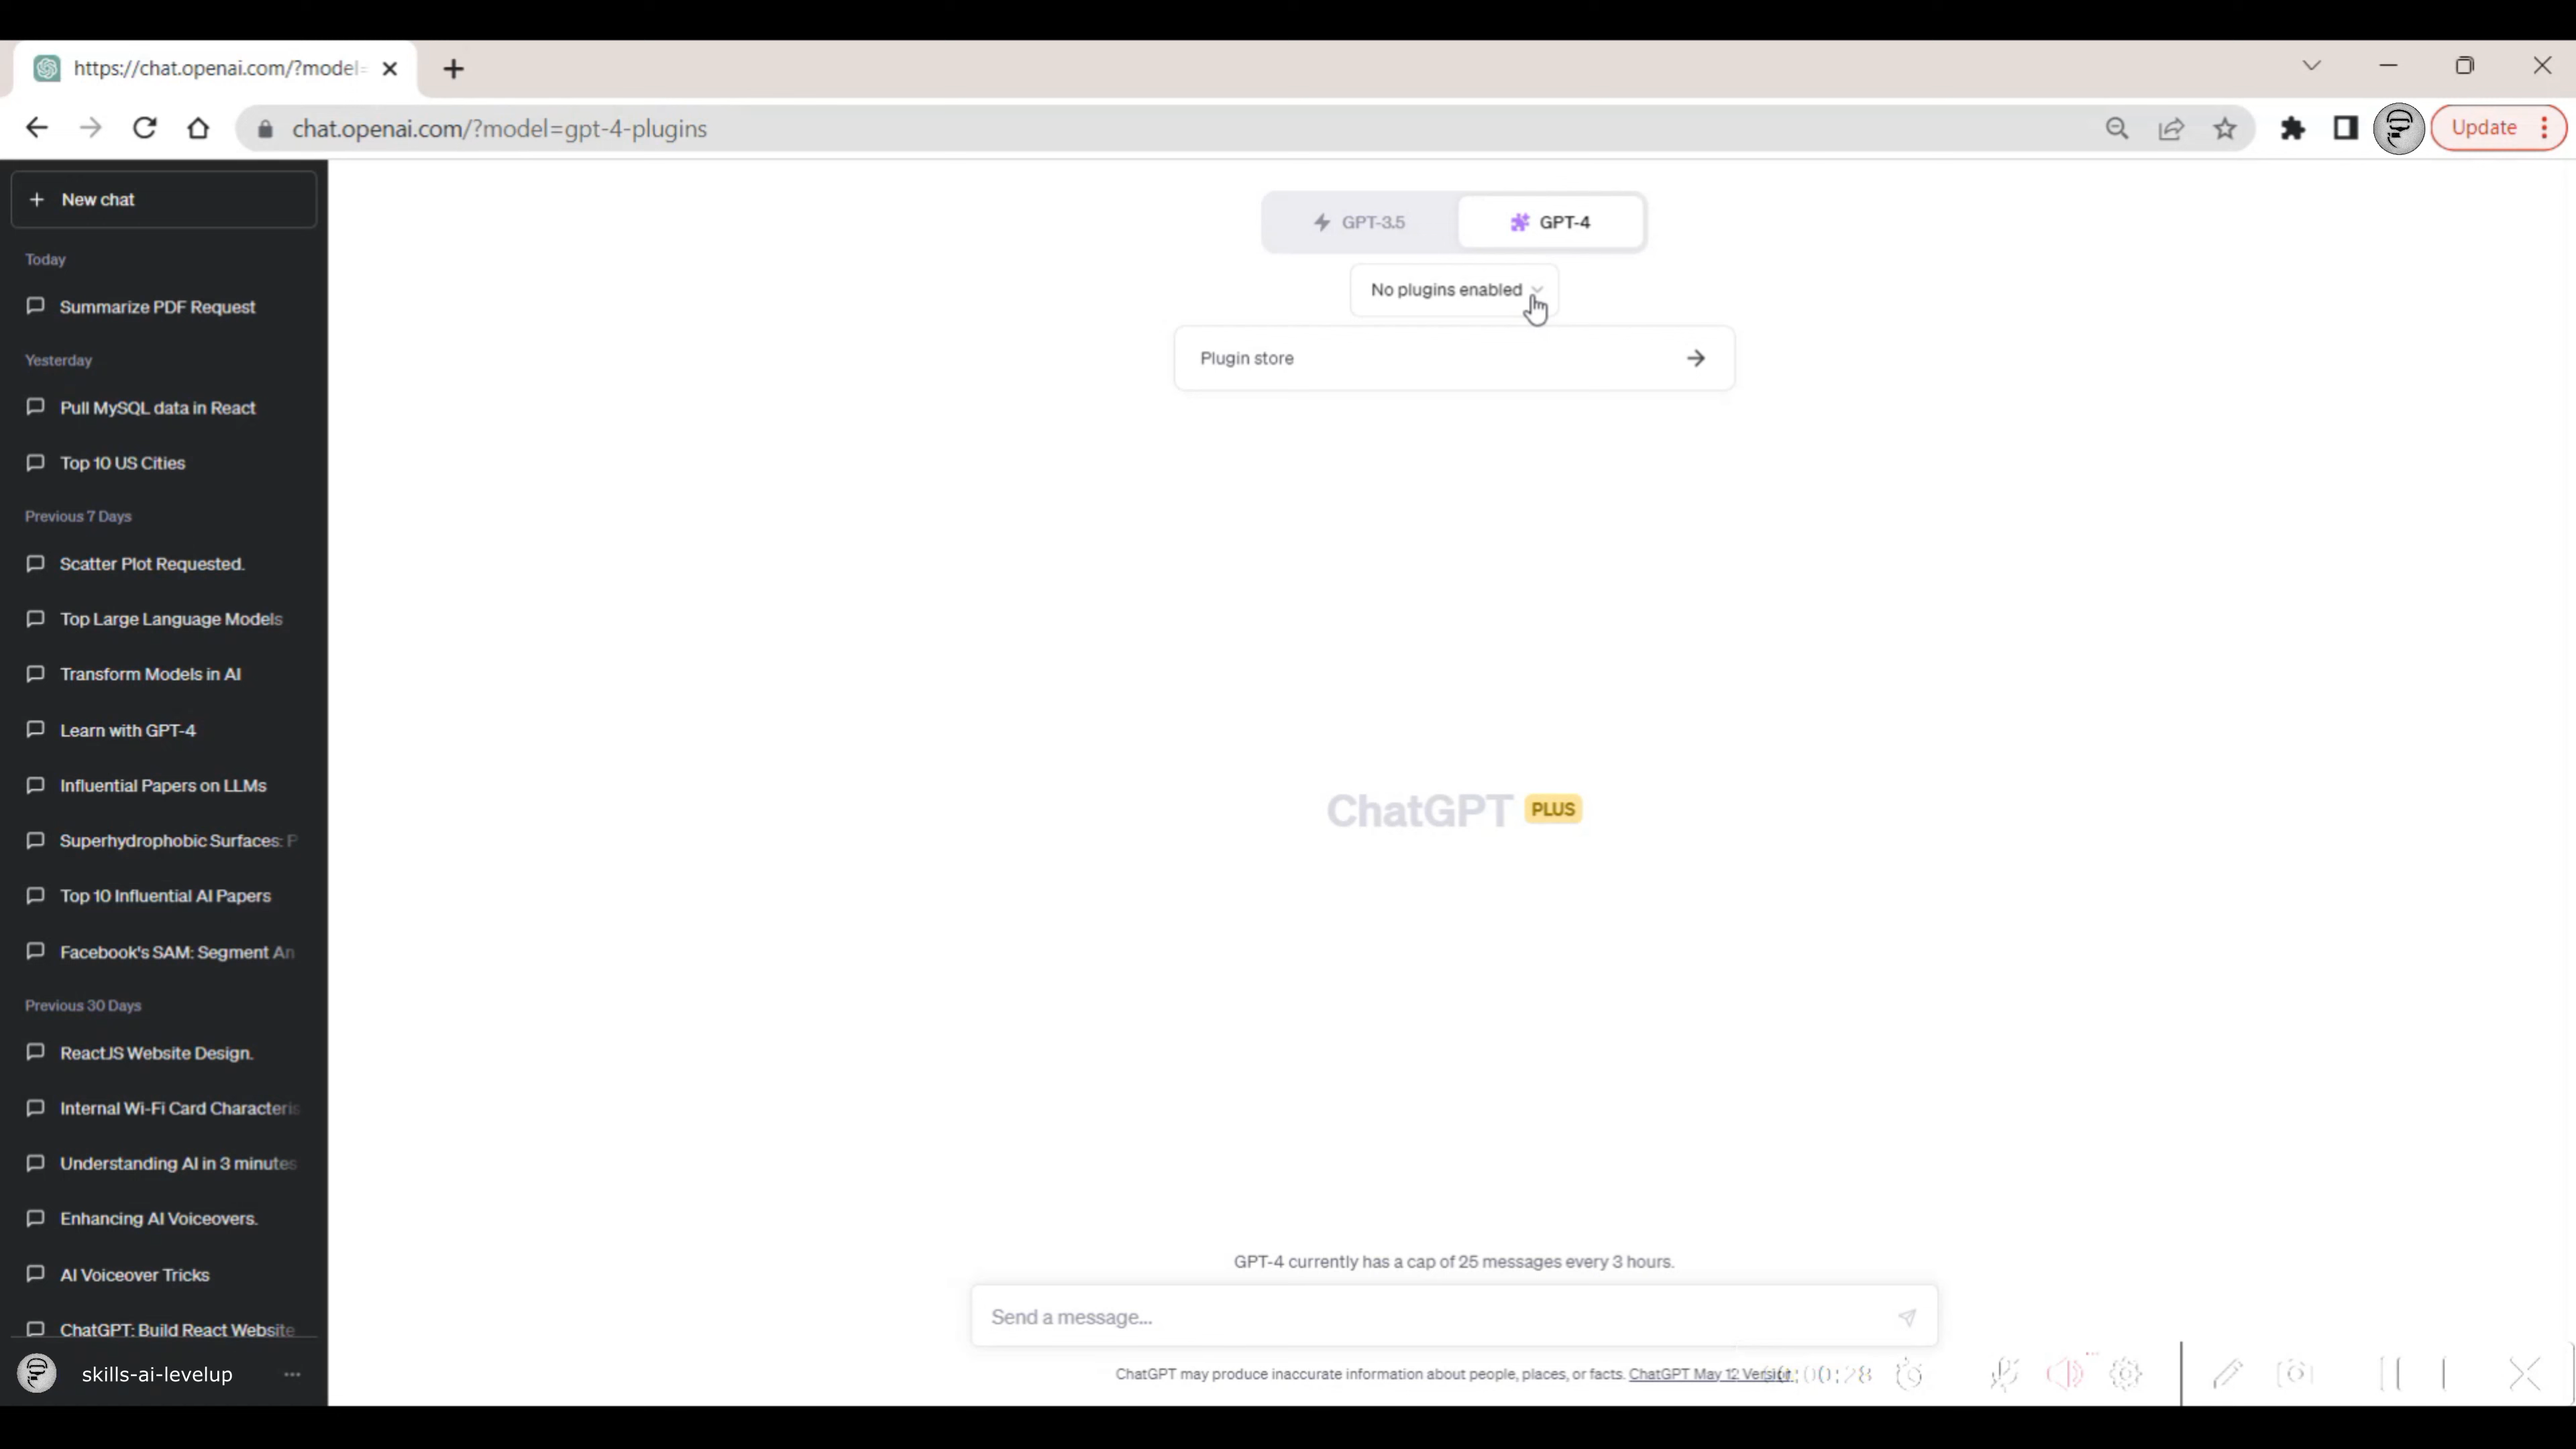 https://chat.openai.com/?model=
chat.openai.com/?model=gpt-4-plugins
Update
New chat
Today
Summarize PDF Request
Yesterday
Pull MySQL data in React
Top 10 US Cities
Previous 7 Days
Scatter Plot Requested.
Top Large Language Models
Transform Models in AI
Learn with GPT-4
Influential Papers on LLMs
Superhydrophobic Surfaces: P
Top 10 Influential AI Papers
Facebook's SAM: Segment An
Previous 30 Days
ReactJS Website Design.
Internal Wi-Fi Card Characteris
Understanding AI in 3 minutes
Enhancing AI Voiceovers.
AI Voiceover Tricks
ChatGPT: Build React Website
skills-ai-levelup
GPT-3.5
GPT-4
No plugins enabled
Plugin store
ChatGPT PLUS
GPT-4 currently has a cap of 25 messages every 3 hours.
Send a message...
ChatGPT may produce inaccurate information about people, places, or facts. ChatGPT May 12 Version